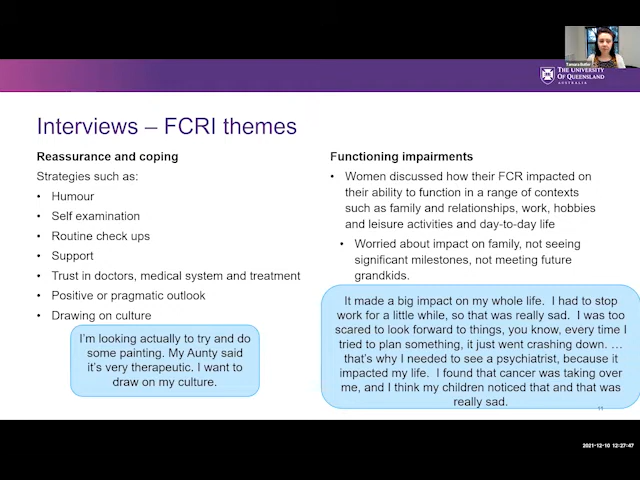 Tamara Butler
THE UNIVERSITY
OF QUEENSLAND
AUSTRALIA
Interviews – FCRI themes
Reassurance and coping
Strategies such as:
• Humour
• Self examination
• Routine check ups
• Support
• Trust in doctors, medical system and treatment
• Positive or pragmatic outlook
• Drawing on culture
I'm looking actually to try and do
some painting. My Aunty said
it's very therapeutic. I want to
draw on my culture.
Functioning impairments
• Women discussed how their FCR impacted on
their ability to function in a range of contexts
such as family and relationships, work, hobbies
and leisure activities and day-to-day life
• Worried about impact on family, not seeing
significant milestones, not meeting future
grandkids.
It made a big impact on my whole life. I had to stop
work for a little while, so that was really sad. I was too
scared to look forward to things, you know, every time I
tried to plan something, it just went crashing down. …
that's why I needed to see a psychiatrist, because it
impacted my life. I found that cancer was taking over
me, and I think my children noticed that and that was
really sad.
11
2021-12-10 12:27:47